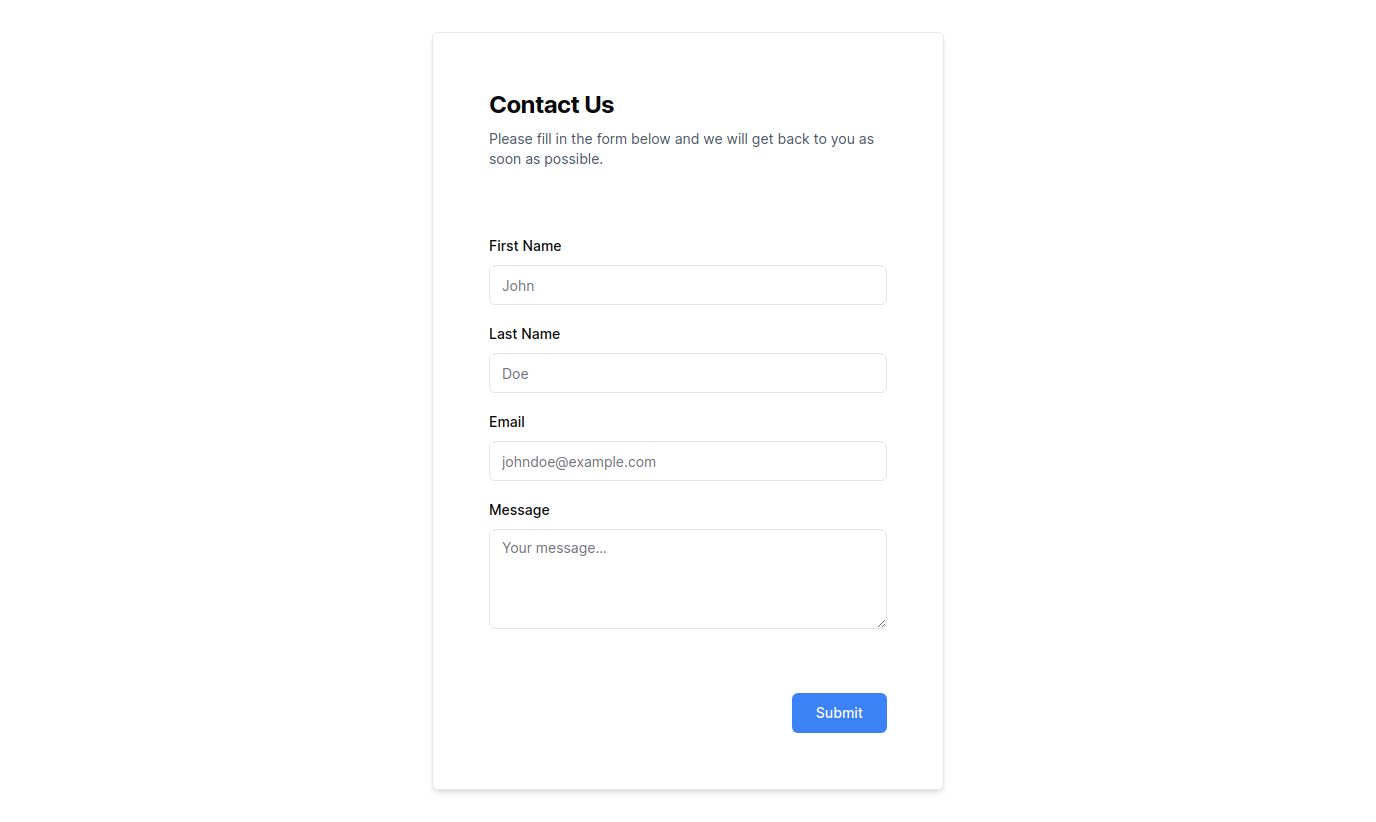 Contact Us
Please fill in the form below and we will get back to you as
soon as possible.
First Name
John
Last Name
Doe
Email
johndoe@example.com
Message
Your message...
Submit